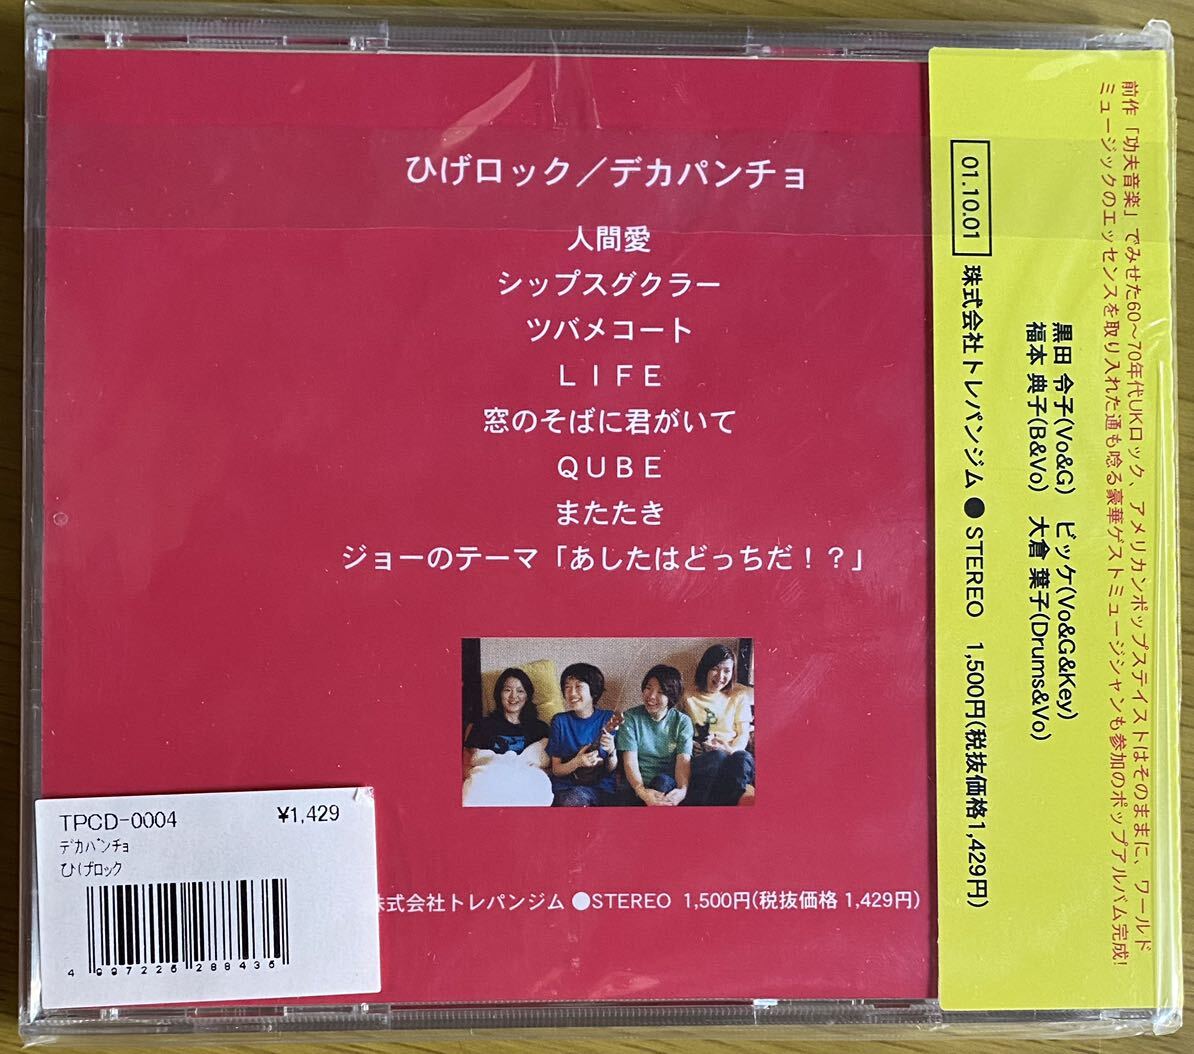 ひげロック／デカパンチョ
人間愛
シップスグクラー
ツバメコート
ＬＩＦＥ
窓のそばに君がいて
ＱＵＢＥ
またたき
ジョーのテーマ「あしたはどっちだ！？」
株式会社トレパンジム ●STEREO 1,500円(税抜価格 1,429円)
TPCD-0004 ¥1,429
デカパンチョ
ひげロック
4 997225 288435
前作「功夫音楽」でみせた60〜70年代UKロック、アメリカンポップステイストはそのままに、ワールド
ミュージックのエッセンスを取り入れた通も唸る豪華ゲストミュージシャンも参加のポップアルバム完成!
黒田 令子(Vo&G) ビッケ(Vo&G&Key)
福本 典子(B&Vo) 大倉 葉子(Drums&Vo)
01.10.01 株式会社トレパンジム ● STEREO 1,500円(税抜価格1,429円)